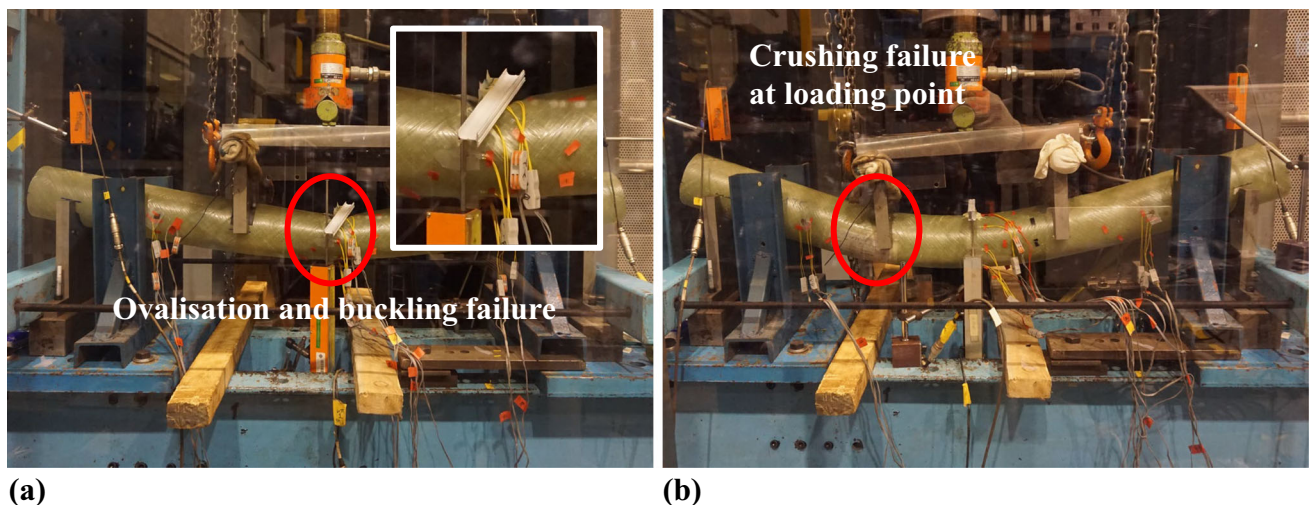 Crushing failure
at loading point
Ovalisation and buckling failure
(a)
(b)